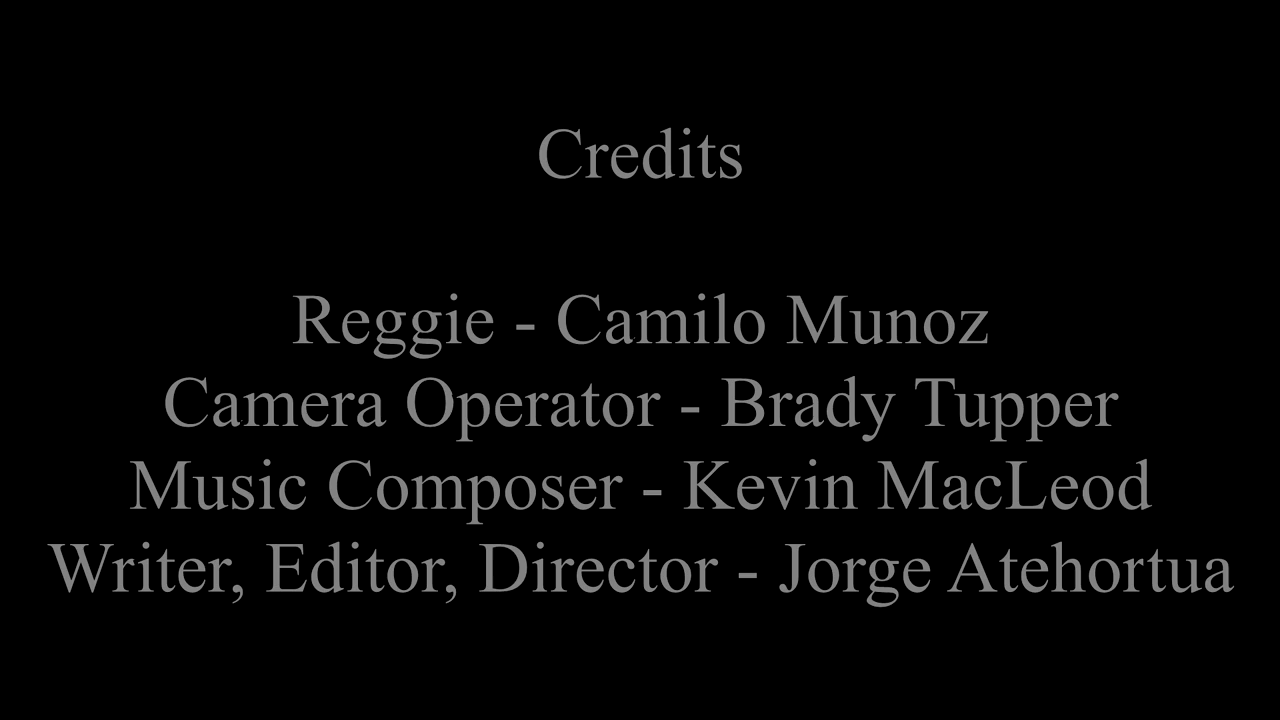 Credits
Reggie - Camilo Munoz
Camera Operator - Brady Tupper
Music Composer - Kevin MacLeod
Writer, Editor, Director - Jorge Atehortua